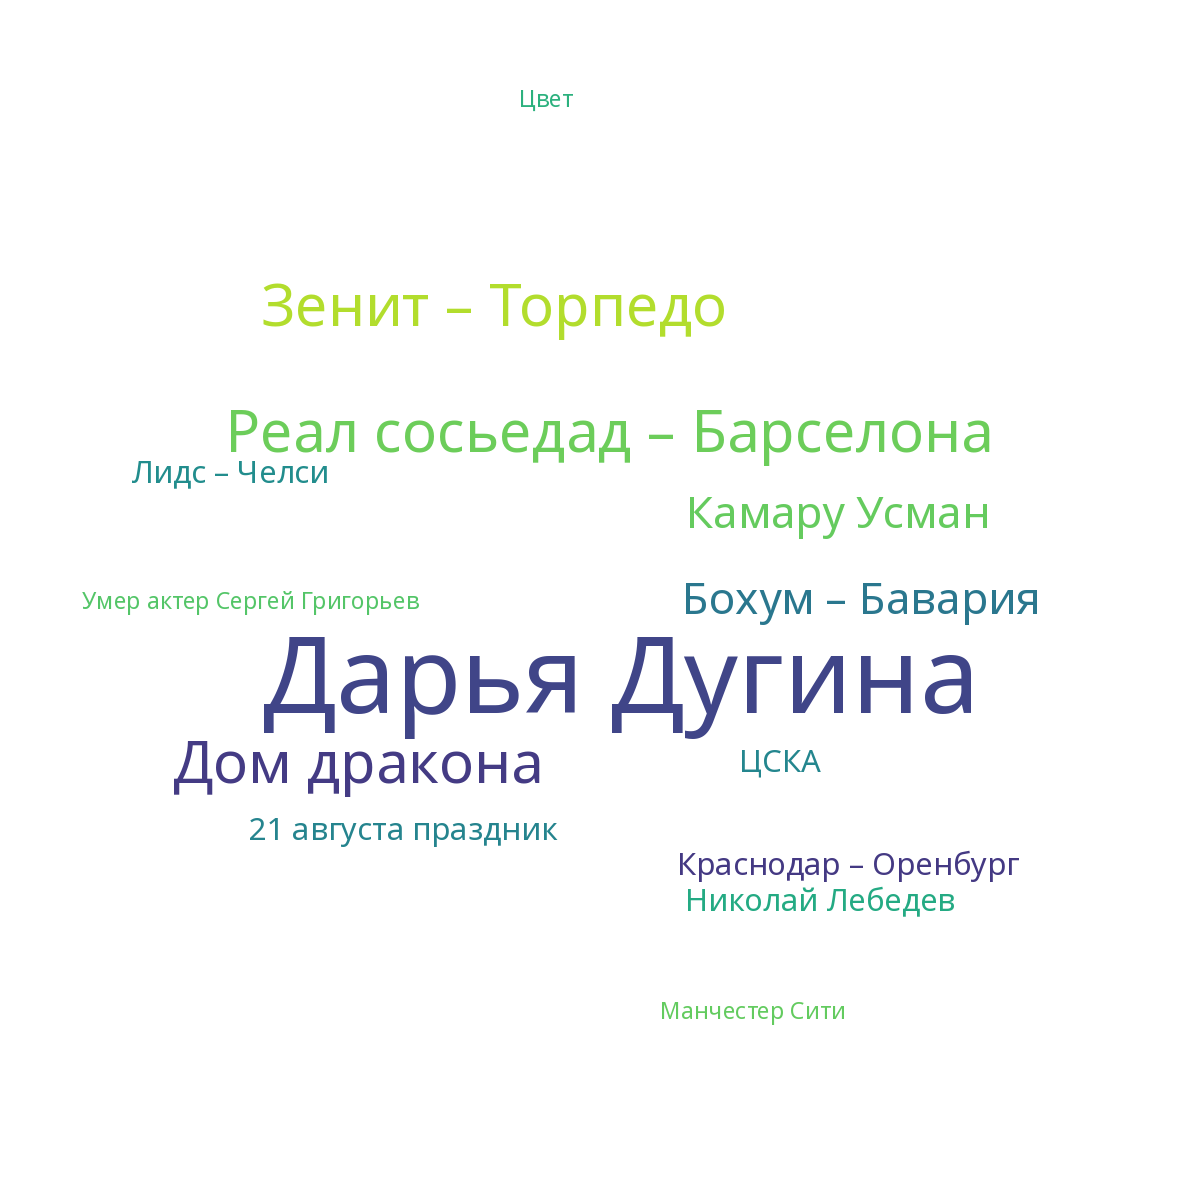 Цвет
Зенит – Торпедо
Реал сосьедад – Барселона
Лидс – Челси
Камару Усман
Умер актер Сергей Григорьев
Бохум – Бавария
Дарья Дугина
Дом дракона
ЦСКА
21 августа праздник
Краснодар – Оренбург
Николай Лебедев
Манчестер Сити